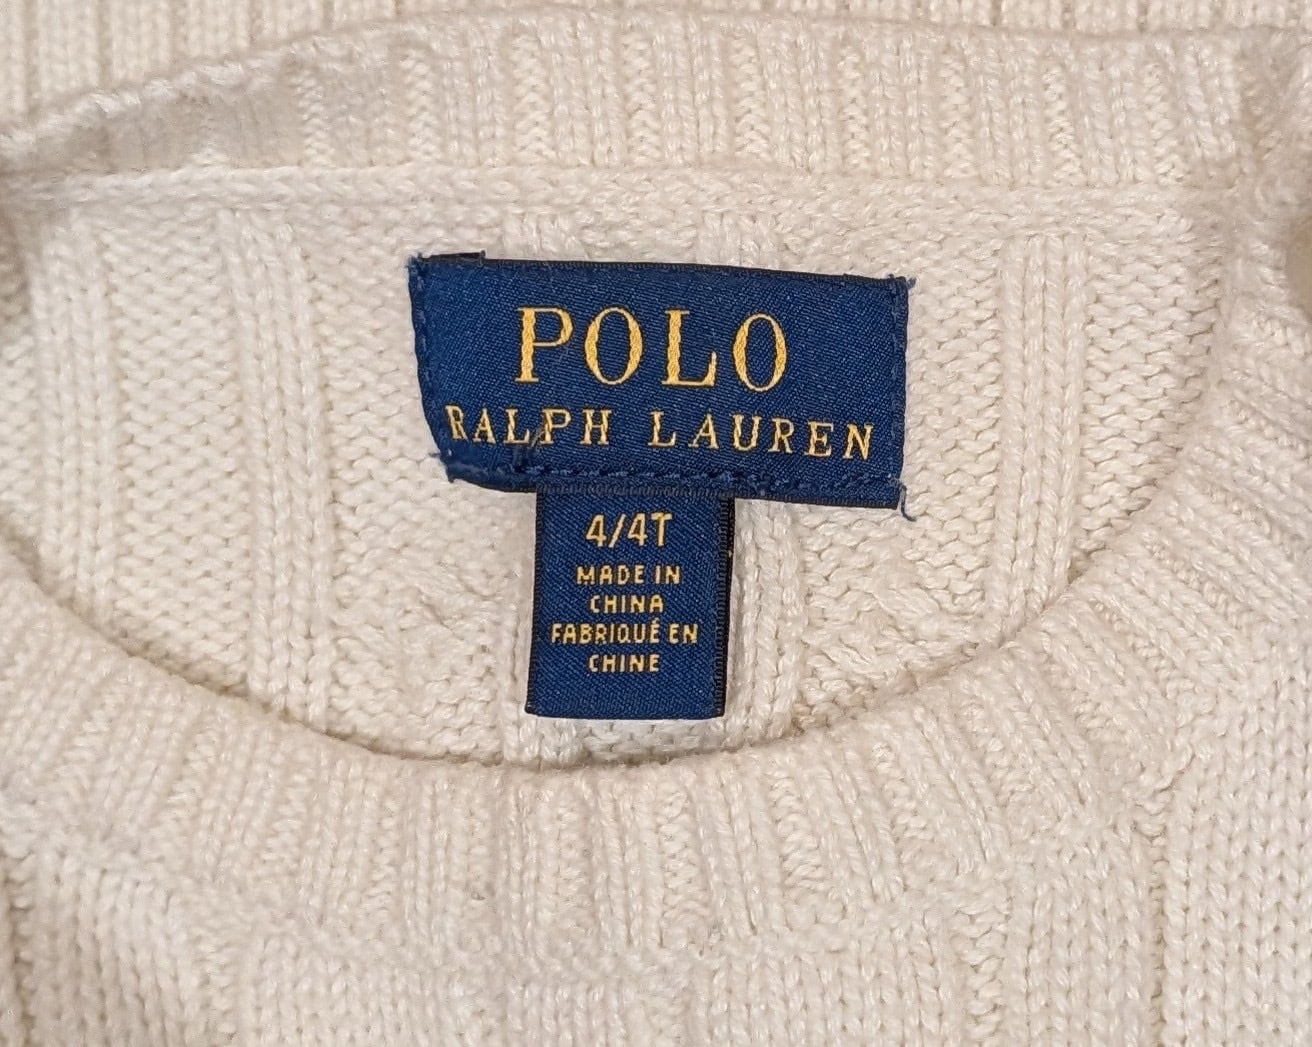 POLO
RALPH LAUREN
4/4T
MADE IN
CHINA
FABRIQUÉ EN
CHINE